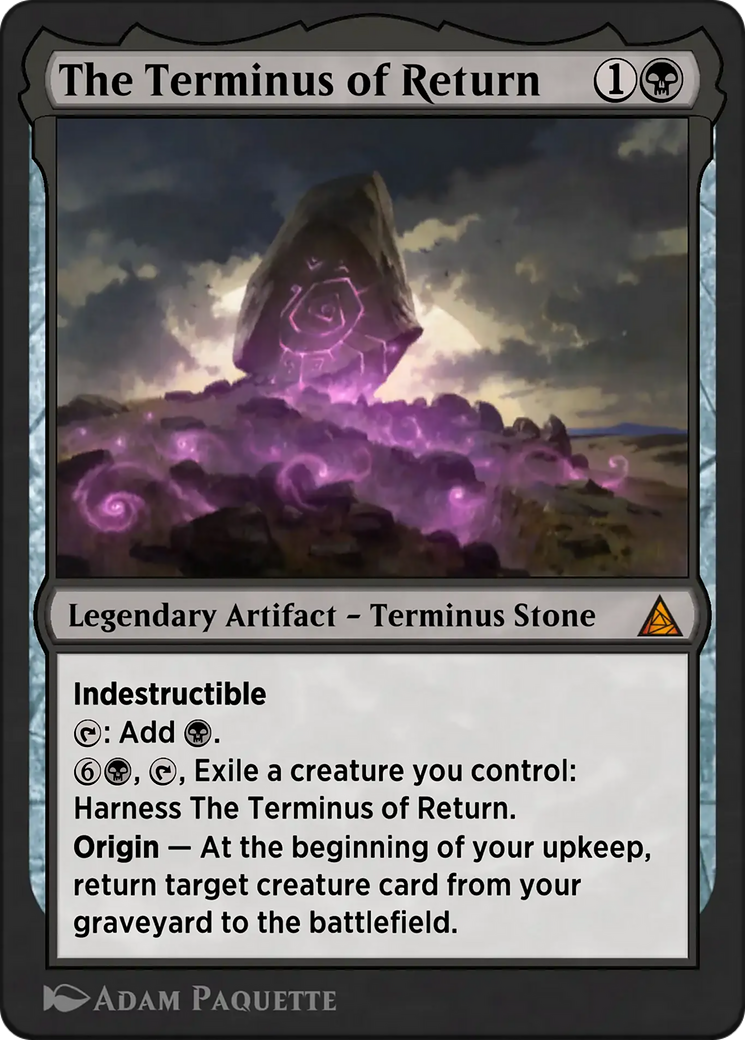 The Terminus of Return 1
Legendary Artifact – Terminus Stone
Indestructible
: Add .
6, , Exile a creature you control:
Harness The Terminus of Return.
Origin — At the beginning of your upkeep,
return target creature card from your
graveyard to the battlefield.
Adam Paquette